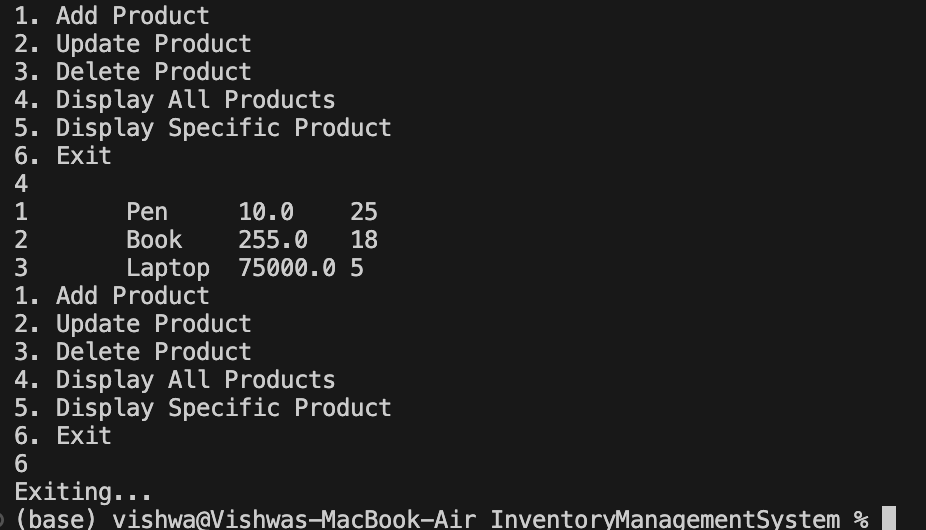 1. Add Product
2. Update Product
3. Delete Product
4. Display All Products
5. Display Specific Product
6. Exit
4
1       Pen     10.0    25
2       Book    255.0   18
3       Laptop  75000.0 5
1. Add Product
2. Update Product
3. Delete Product
4. Display All Products
5. Display Specific Product
6. Exit
6
Exiting...
(base) vishwa@Vishwas-MacBook-Air InventoryManagementSystem %